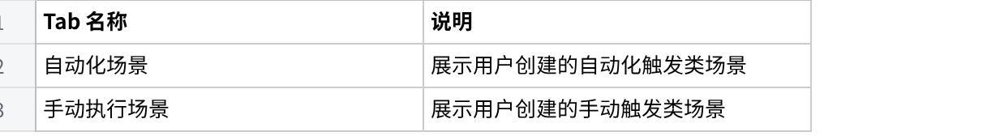 1 Tab 名称 说明
2 自动化场景 展示用户创建的自动化触发类场景
3 手动执行场景 展示用户创建的手动触发类场景